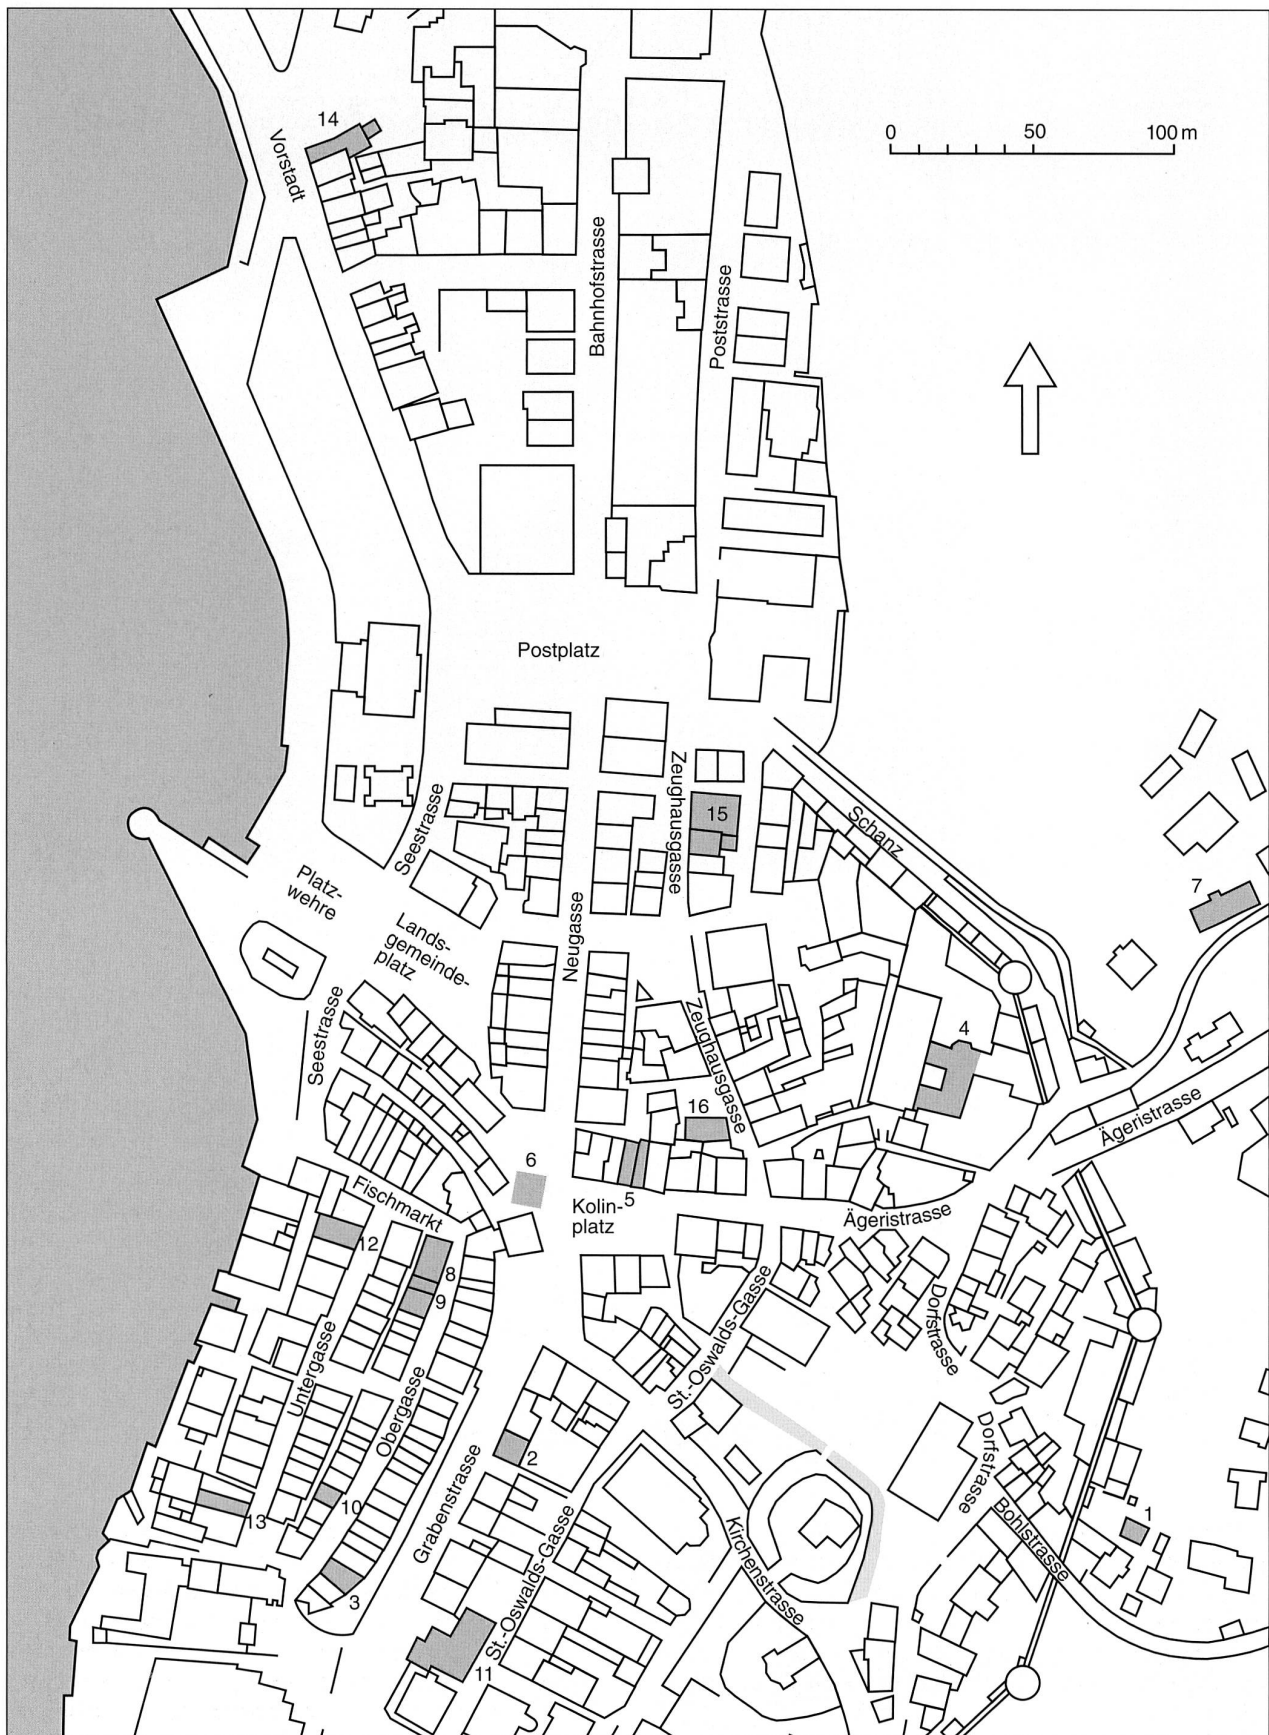 14
Vorstadt
0 50 100 m
Bahnhofstrasse
Poststrasse
Postplatz
Zeughausgasse
15
Schanz
Seestrasse
7
Platz-
wehre
Lands-
gemeinde-
platz
Neugasse
Seestrasse
4
Zeughausgasse
16
Ägeristrasse
6
Fischmarkt
5
Kolin-
platz
Ägeristrasse
12
8
9
St.-Oswalds-Gasse
Dorfstrasse
Untergasse
Obergasse
2
Dorfstrasse
Grabenstrasse
10
13
St.-Oswalds-Gasse
Kirchenstrasse
Bohlstrasse
1
3
11